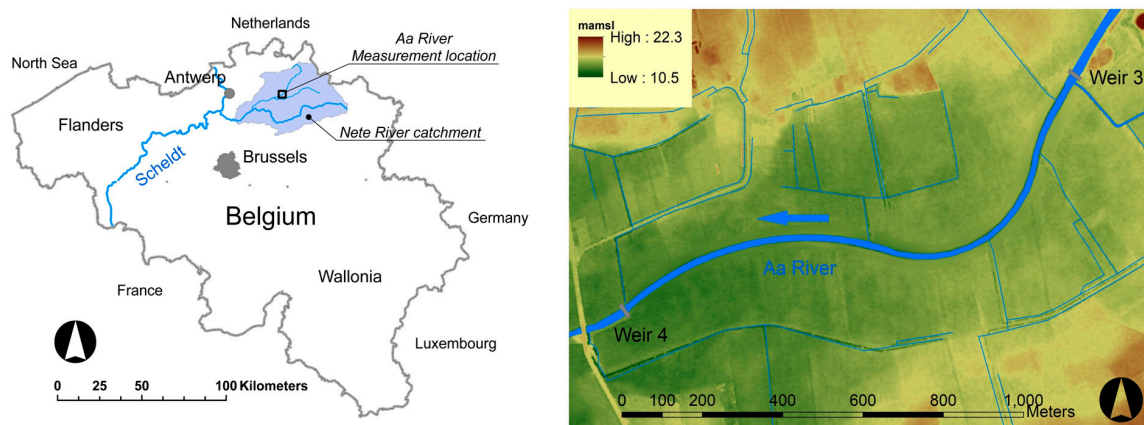 Netherlands
Aa River
Measurement location
North Sea
Antwerp
Flanders
Nete River catchment
Scheldt
Brussels
Belgium
Germany
Wallonia
France
Luxembourg
0 25 50 100 Kilometers
mamsl
High : 22.3
Low : 10.5
Weir 3
Aa River
Weir 4
0 100 200 400 600 800 1,000
Meters